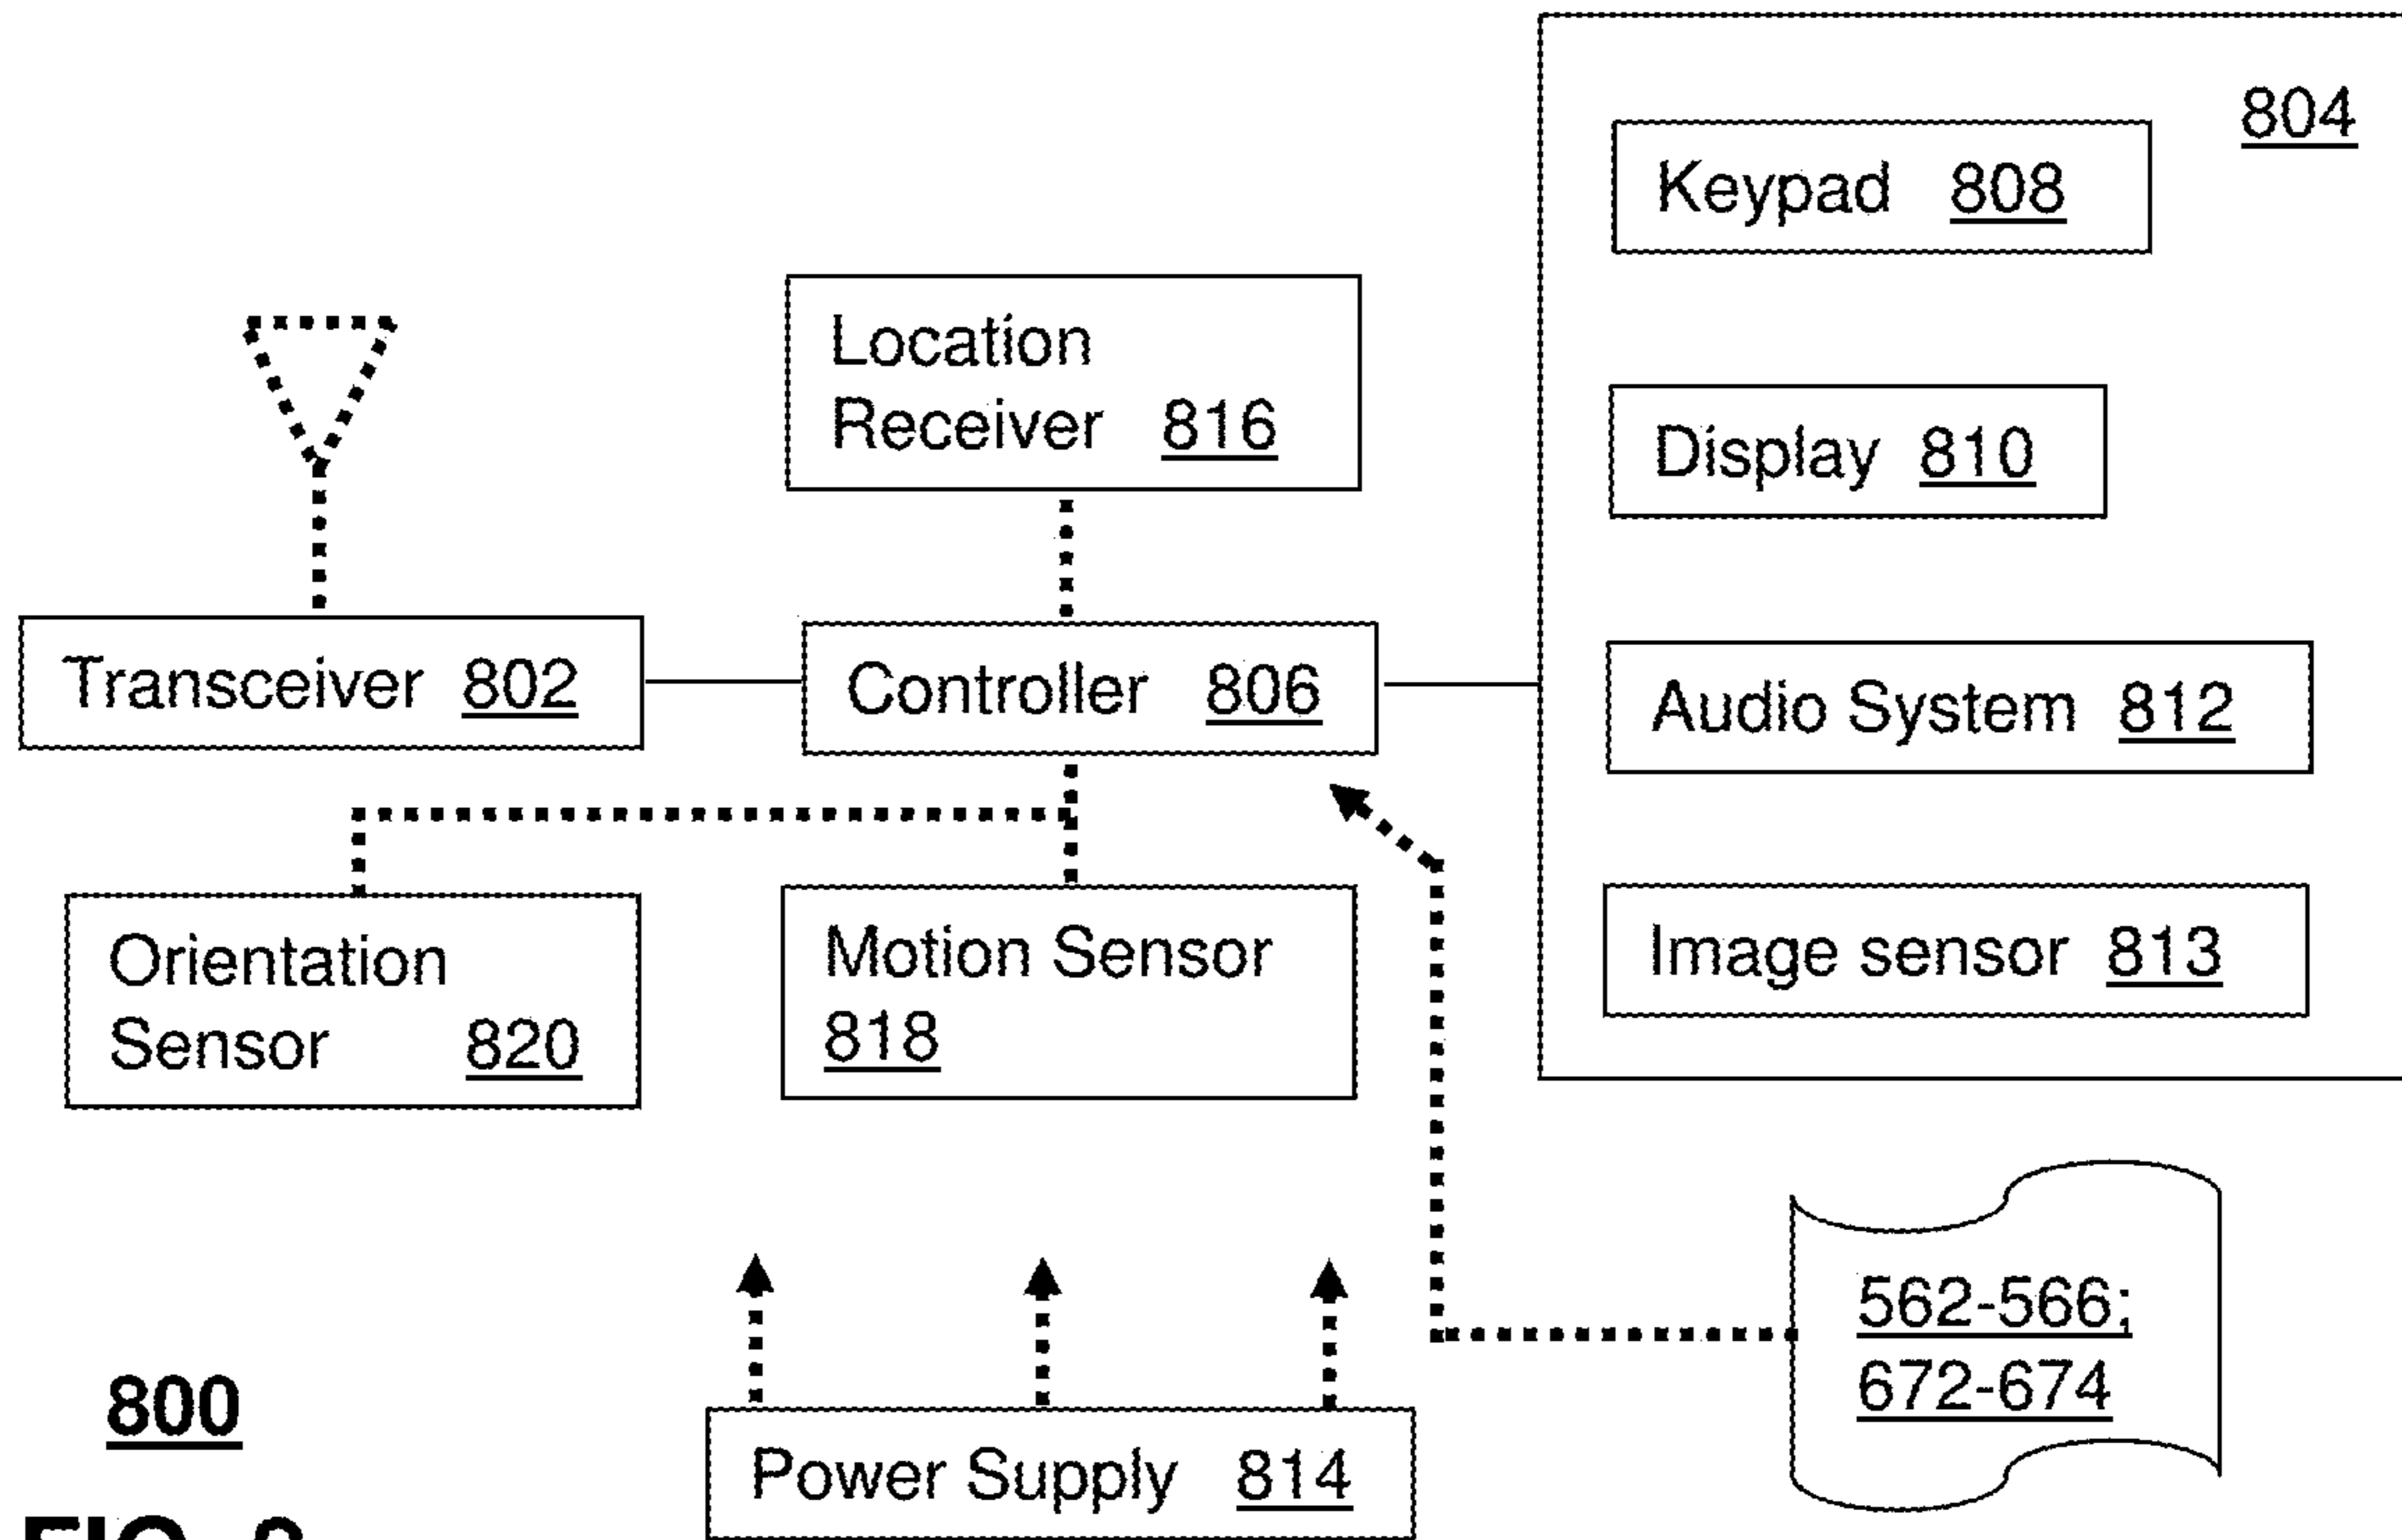 804
Keypad 808
Location
Receiver 816
Display 810
Transceiver 802
Controller 806
Audio System 812
Orientation
Sensor 820
Motion Sensor
818
Image sensor 813
562-566;
672-674
800
Power Supply 814
FIG.